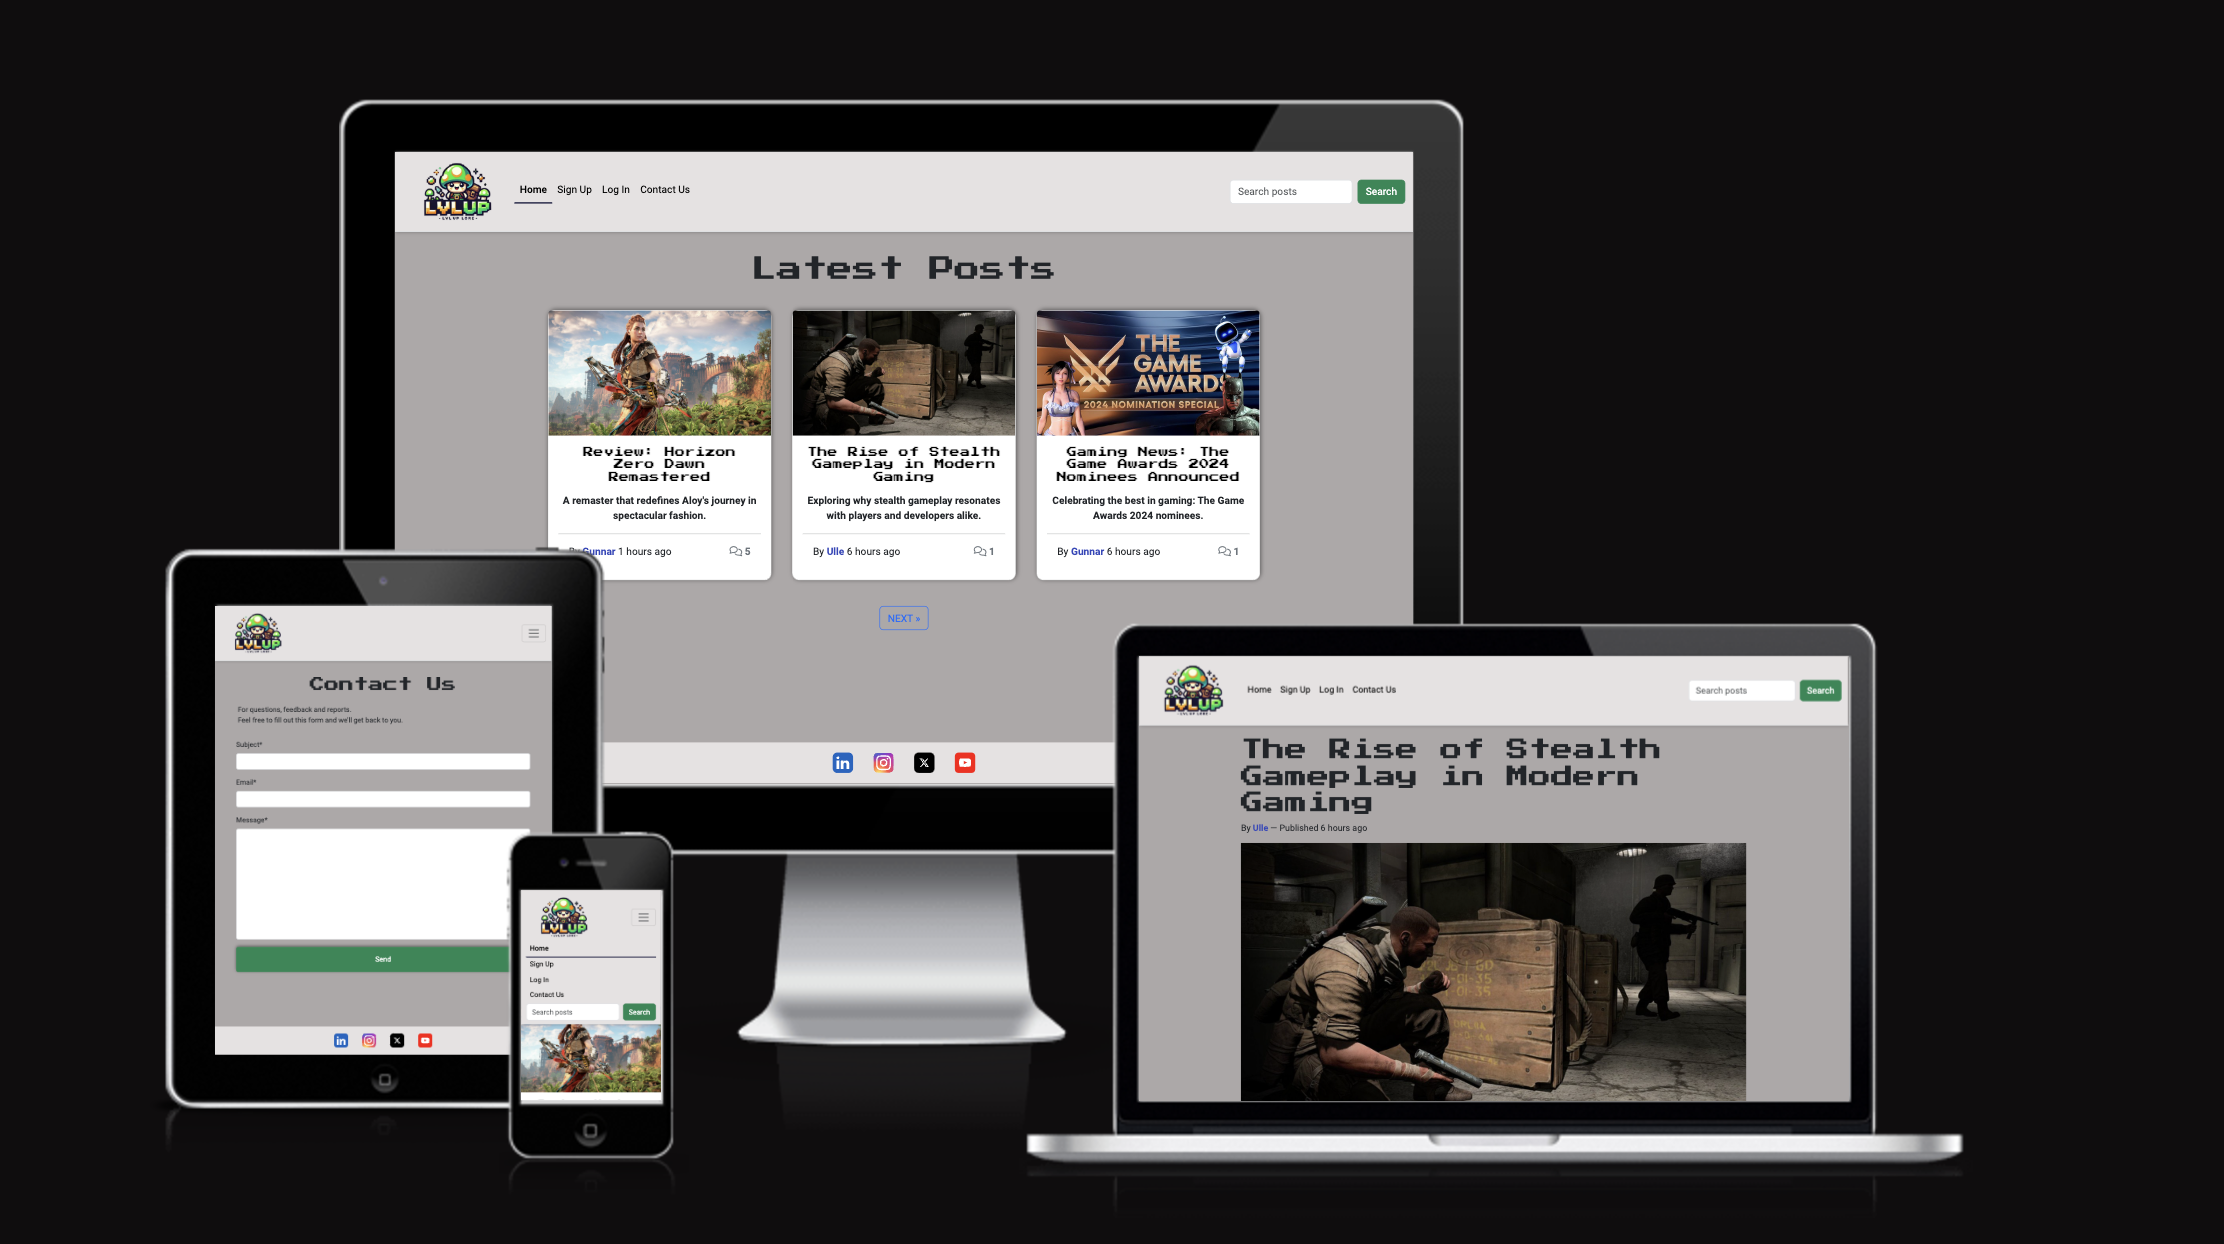 LVLUP
- LVLUP LORE -
Home Sign Up Log In Contact Us
Search posts Search
Latest Posts
THE
GAME
AWARDS
2024 NOMINATION SPECIAL
Review: Horizon
Zero Dawn
Remastered
A remaster that redefines Aloy's journey in
spectacular fashion.
By Gunnar 1 hours ago 5
The Rise of Stealth
Gameplay in Modern
Gaming
Exploring why stealth gameplay resonates
with players and developers alike.
By Ulle 6 hours ago 1
Gaming News: The
Game Awards 2024
Nominees Announced
Celebrating the best in gaming: The Game
Awards 2024 nominees.
By Gunnar 6 hours ago 1
NEXT »
in
X
LVLUP
Contact Us
For questions, feedback and reports.
Feel free to fill out this form and we'll get back to you.
Subject*
Email*
Message*
Send
in
X
LVLUP
Home
Sign Up
Log In
Contact Us
Search posts Search
LVLUP
- LVLUP LORE -
Home Sign Up Log In Contact Us
Search posts Search
The Rise of Stealth
Gameplay in Modern
Gaming
By Ulle — Published 6 hours ago